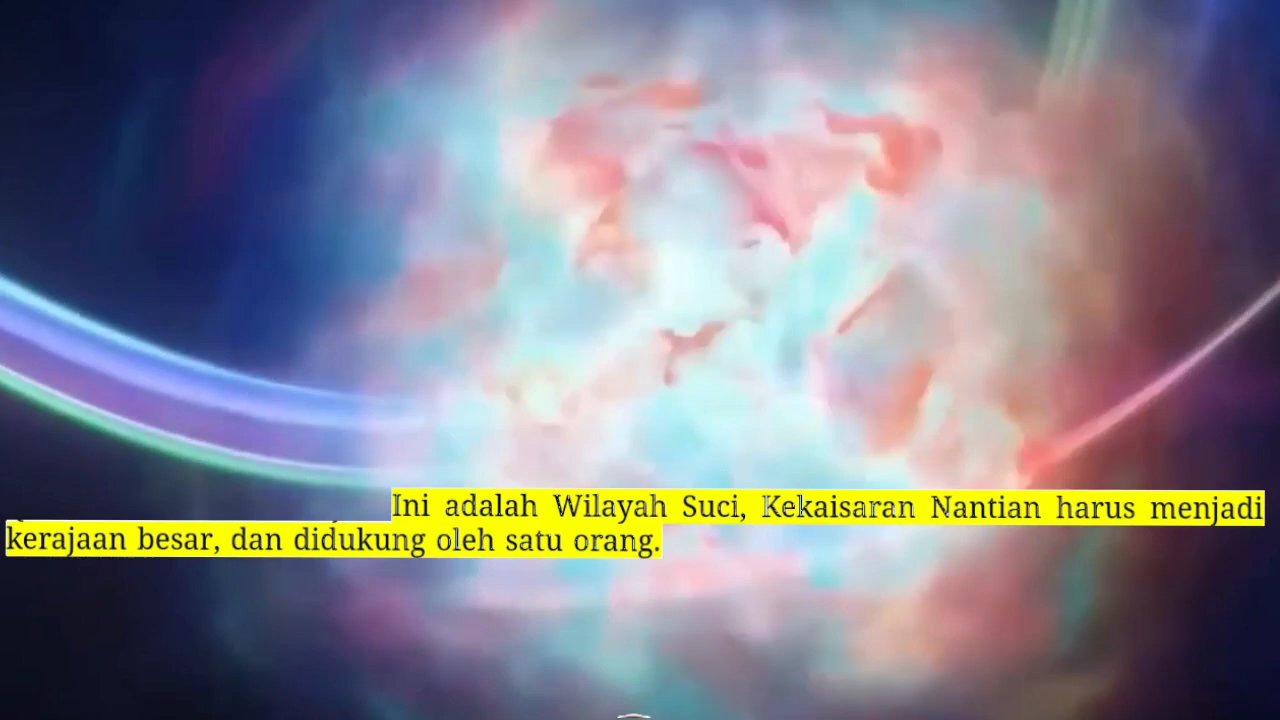 Ini adalah Wilayah Suci, Kekaisaran Nantian harus menjadi
kerajaan besar, dan didukung oleh satu orang.